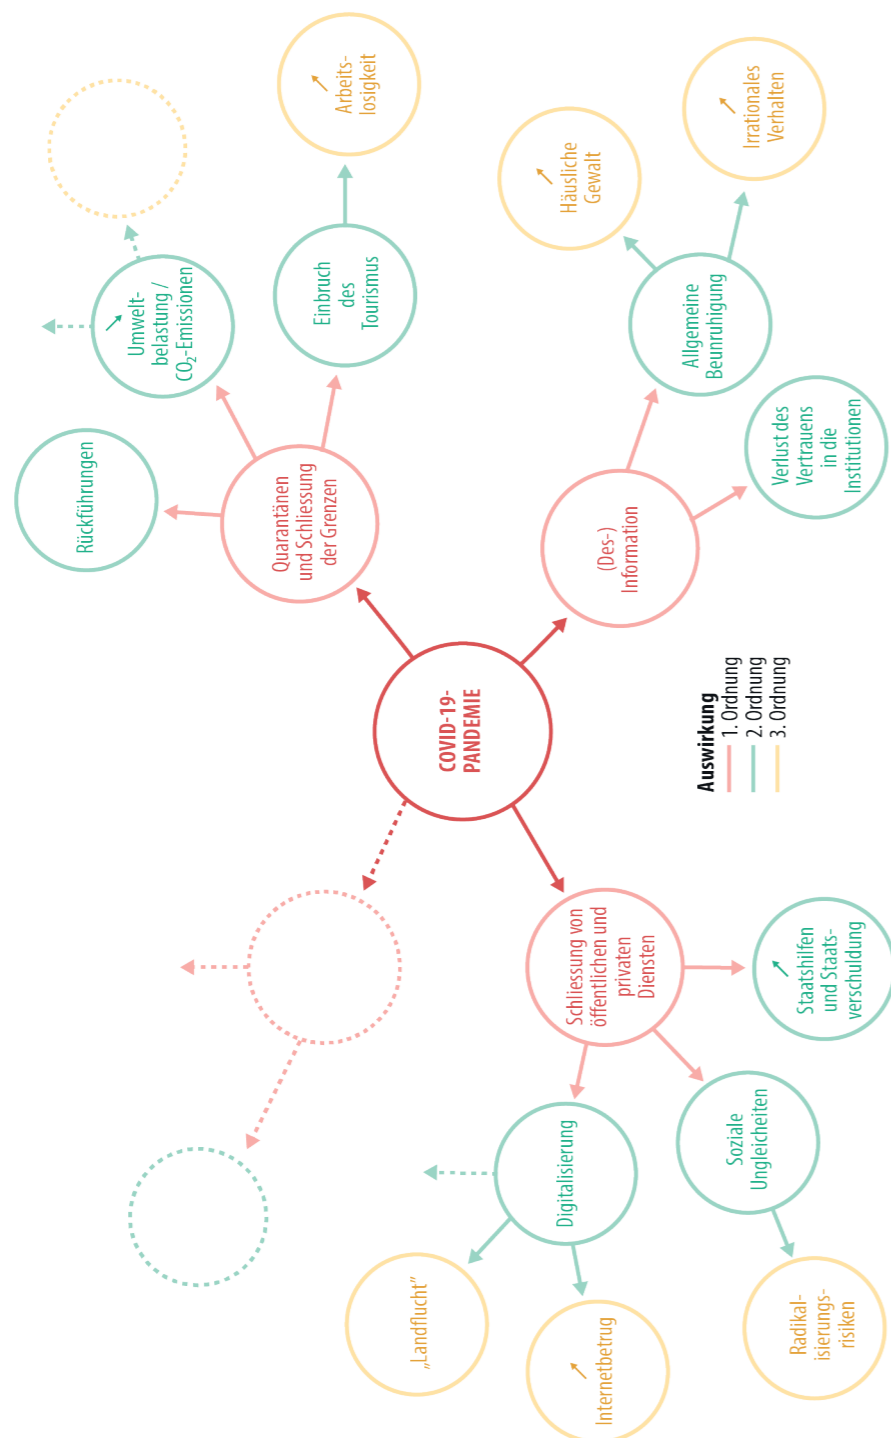 Rückführungen
↘
Umwelt-
belastung /
CO₂-Emissionen
Quarantänen
und Schliessung
der Grenzen
Einbruch
des
Tourismus
↗
Arbeits-
losigkeit
„Landflucht"
↗
Internetbetrug
Digitalisierung
COVID-19-
PANDEMIE
Schliessung von
öffentlichen und
privaten
Diensten
(Des-)
Information
↗
Häusliche
Gewalt
Allgemeine
Beunruhigung
↗
Irrationales
Verhalten
Soziale
Ungleicheiten
Radikal-
isierungs-
risiken
↗
Staatshilfen
und Staats-
verschuldung
Auswirkung
1. Ordnung
2. Ordnung
3. Ordnung
Verlust des
Vertrauens
in die
Institutionen